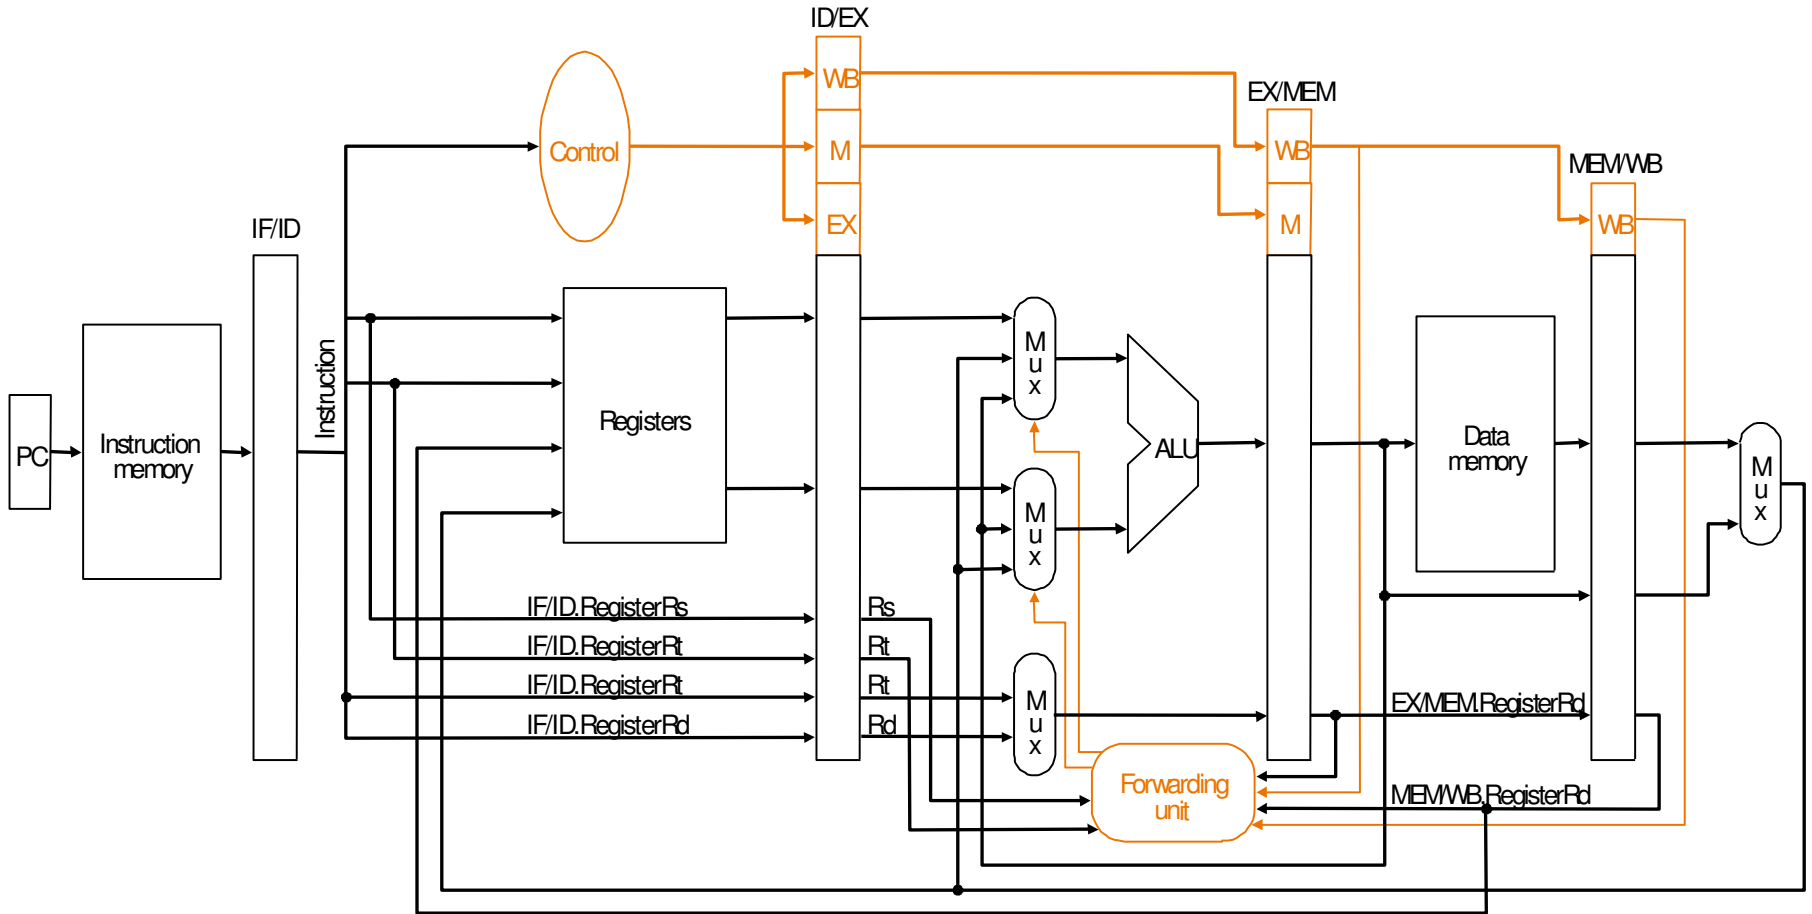 ID/EX
WB
EX/MEM
Control
M
WB
MEM/WB
IF/ID
EX
M
WB
Instruction
M
u
x
PC
Instruction
memory
Registers
ALU
Data
memory
M
u
x
M
u
x
IF/ID.RegisterRs
Rs
IF/ID.RegisterRt
Rt
IF/ID.RegisterRt
Rt
M
u
x
EX/MEM.RegisterRd
IF/ID.RegisterRd
Rd
Forwarding
unit
MEM/WB.RegisterRd